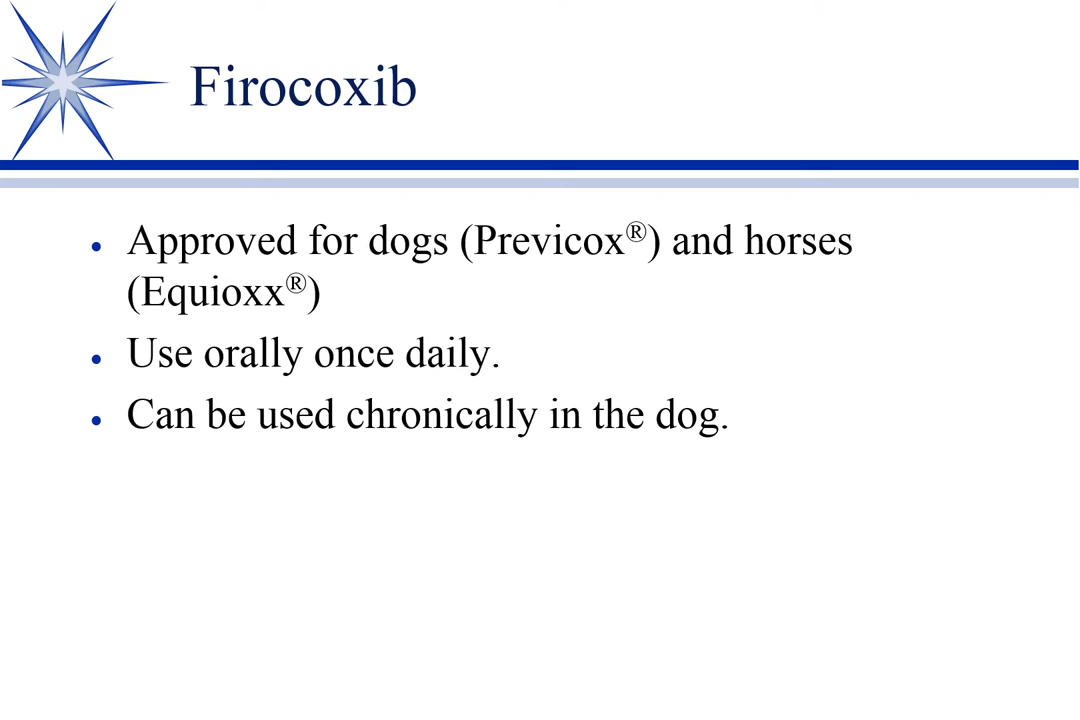 Firocoxib
• Approved for dogs (Previcox®) and horses
(Equioxx®)
• Use orally once daily.
• Can be used chronically in the dog.